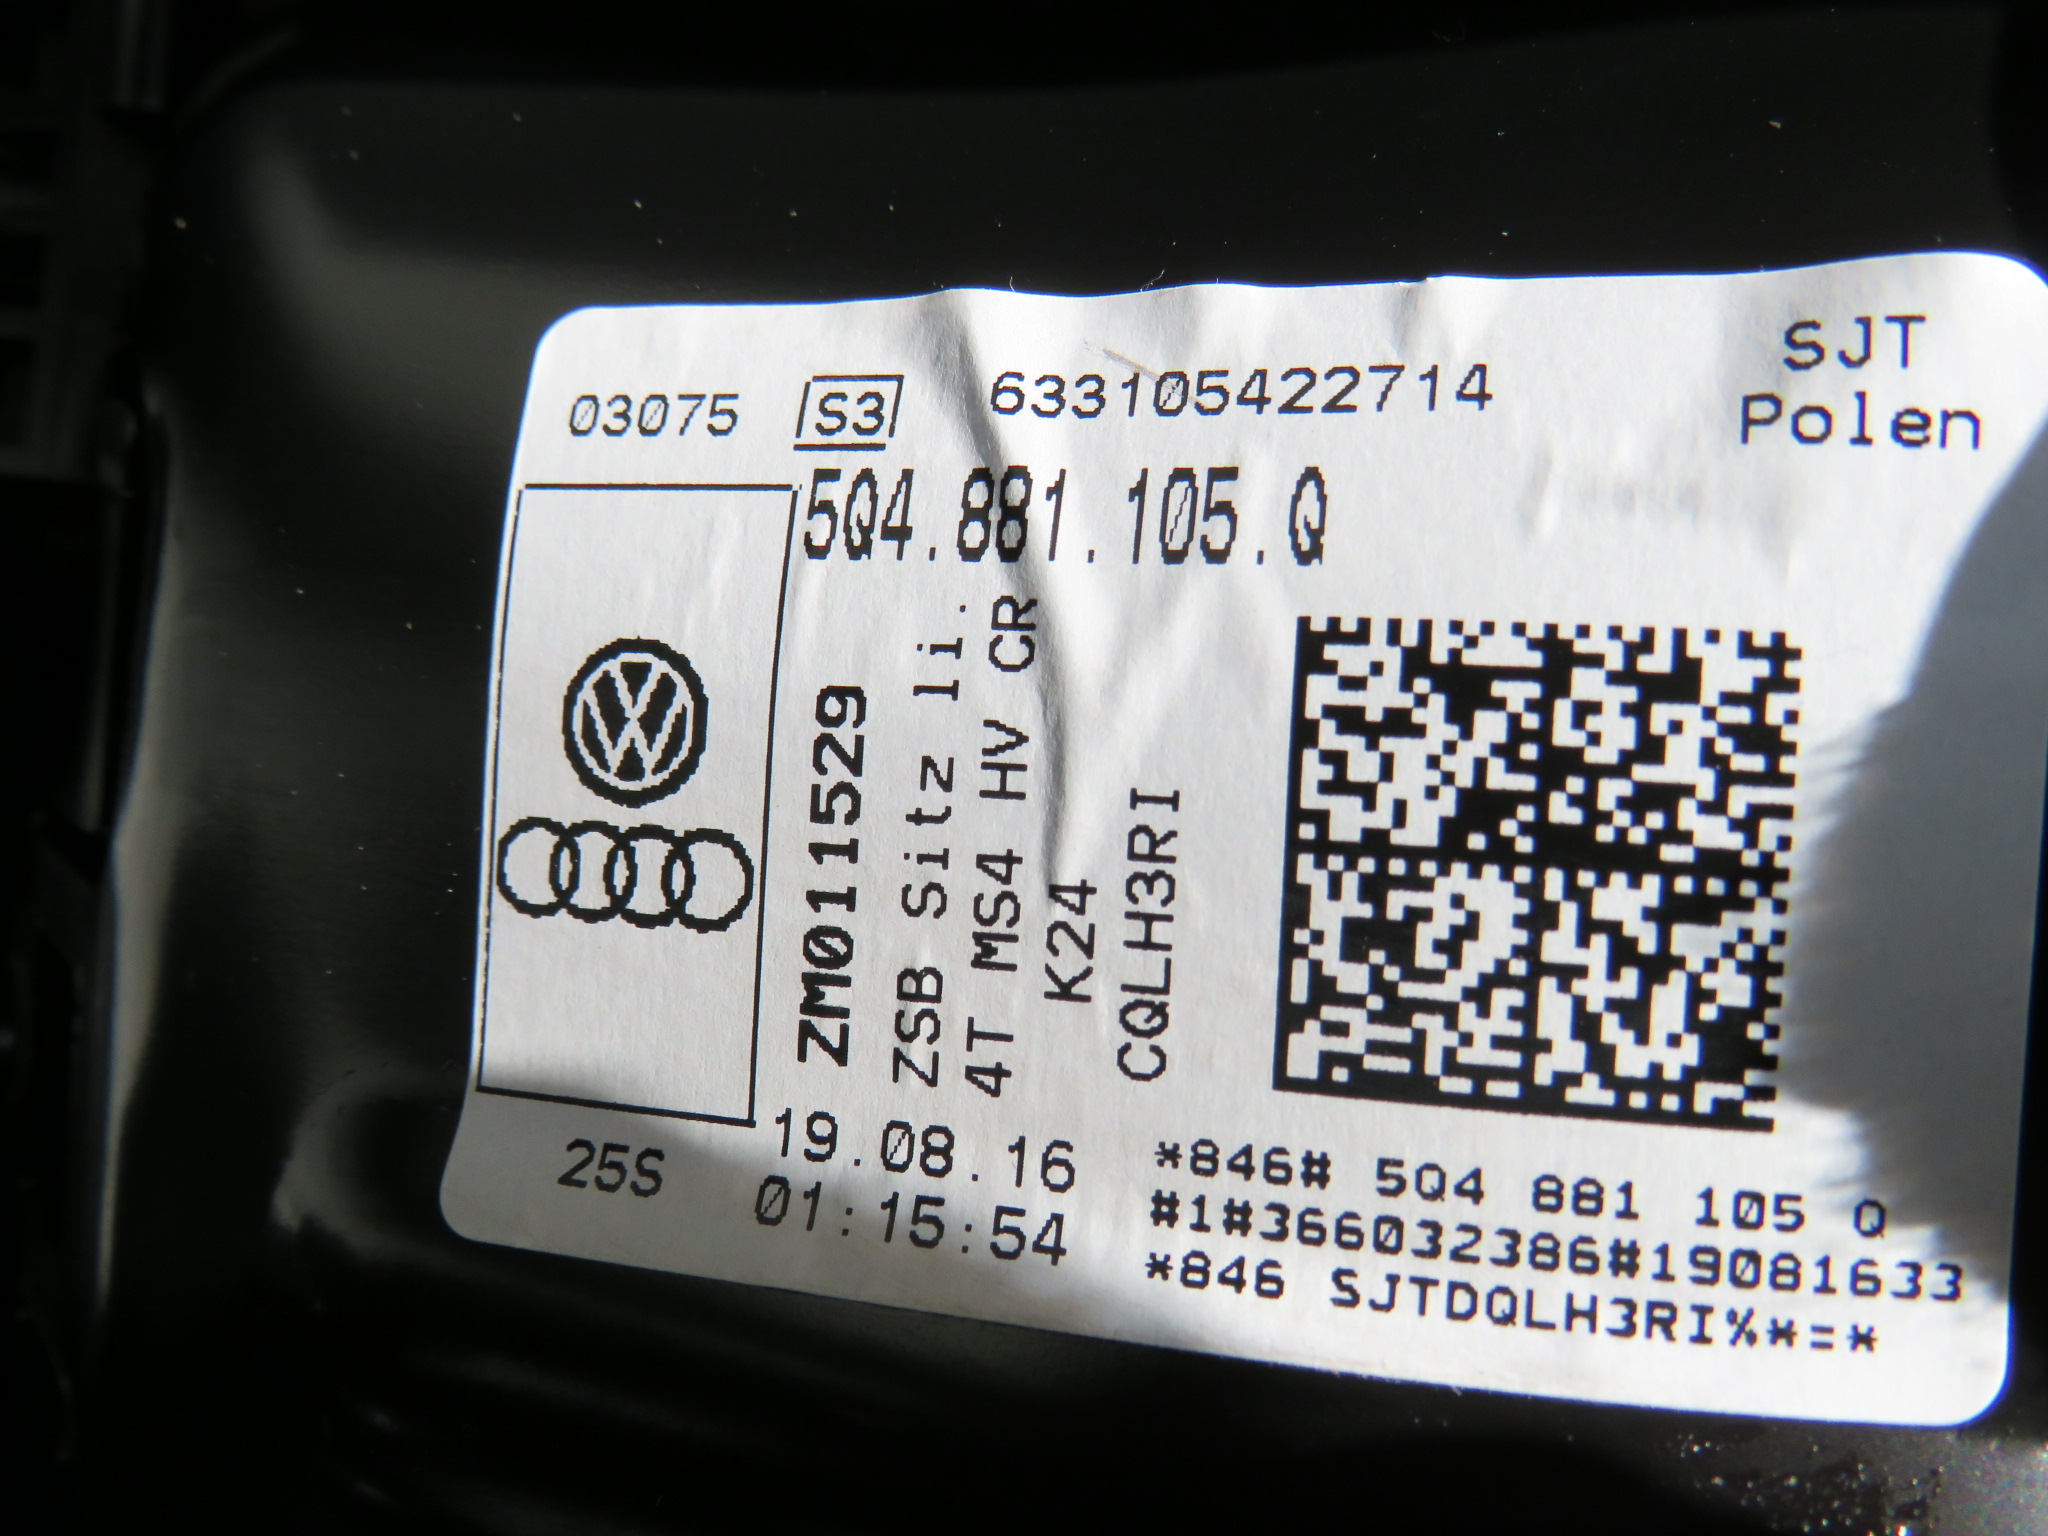 03075 S3 633105422714
SJT
Polen
5Q4.881.105.Q
ZM011529
ZSB Sitz li.
4T MS4 HV CR
K24
CQLH3RI
25S
19.08.16
01:15:54
*846# 5Q4 881 105 Q
#1#366032386#19081633
*846 SJTDQLH3RI%*=*